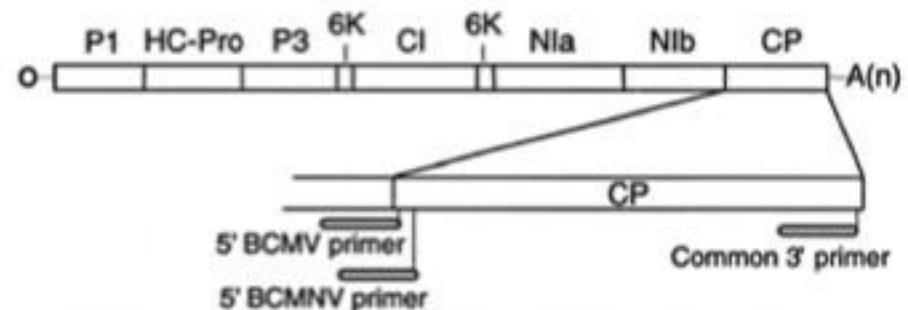 P1 HC-Pro P3 6K CI 6K NIa NIb CP
O A(n)
CP
5' BCMV primer
Common 3' primer
5' BCMNV primer